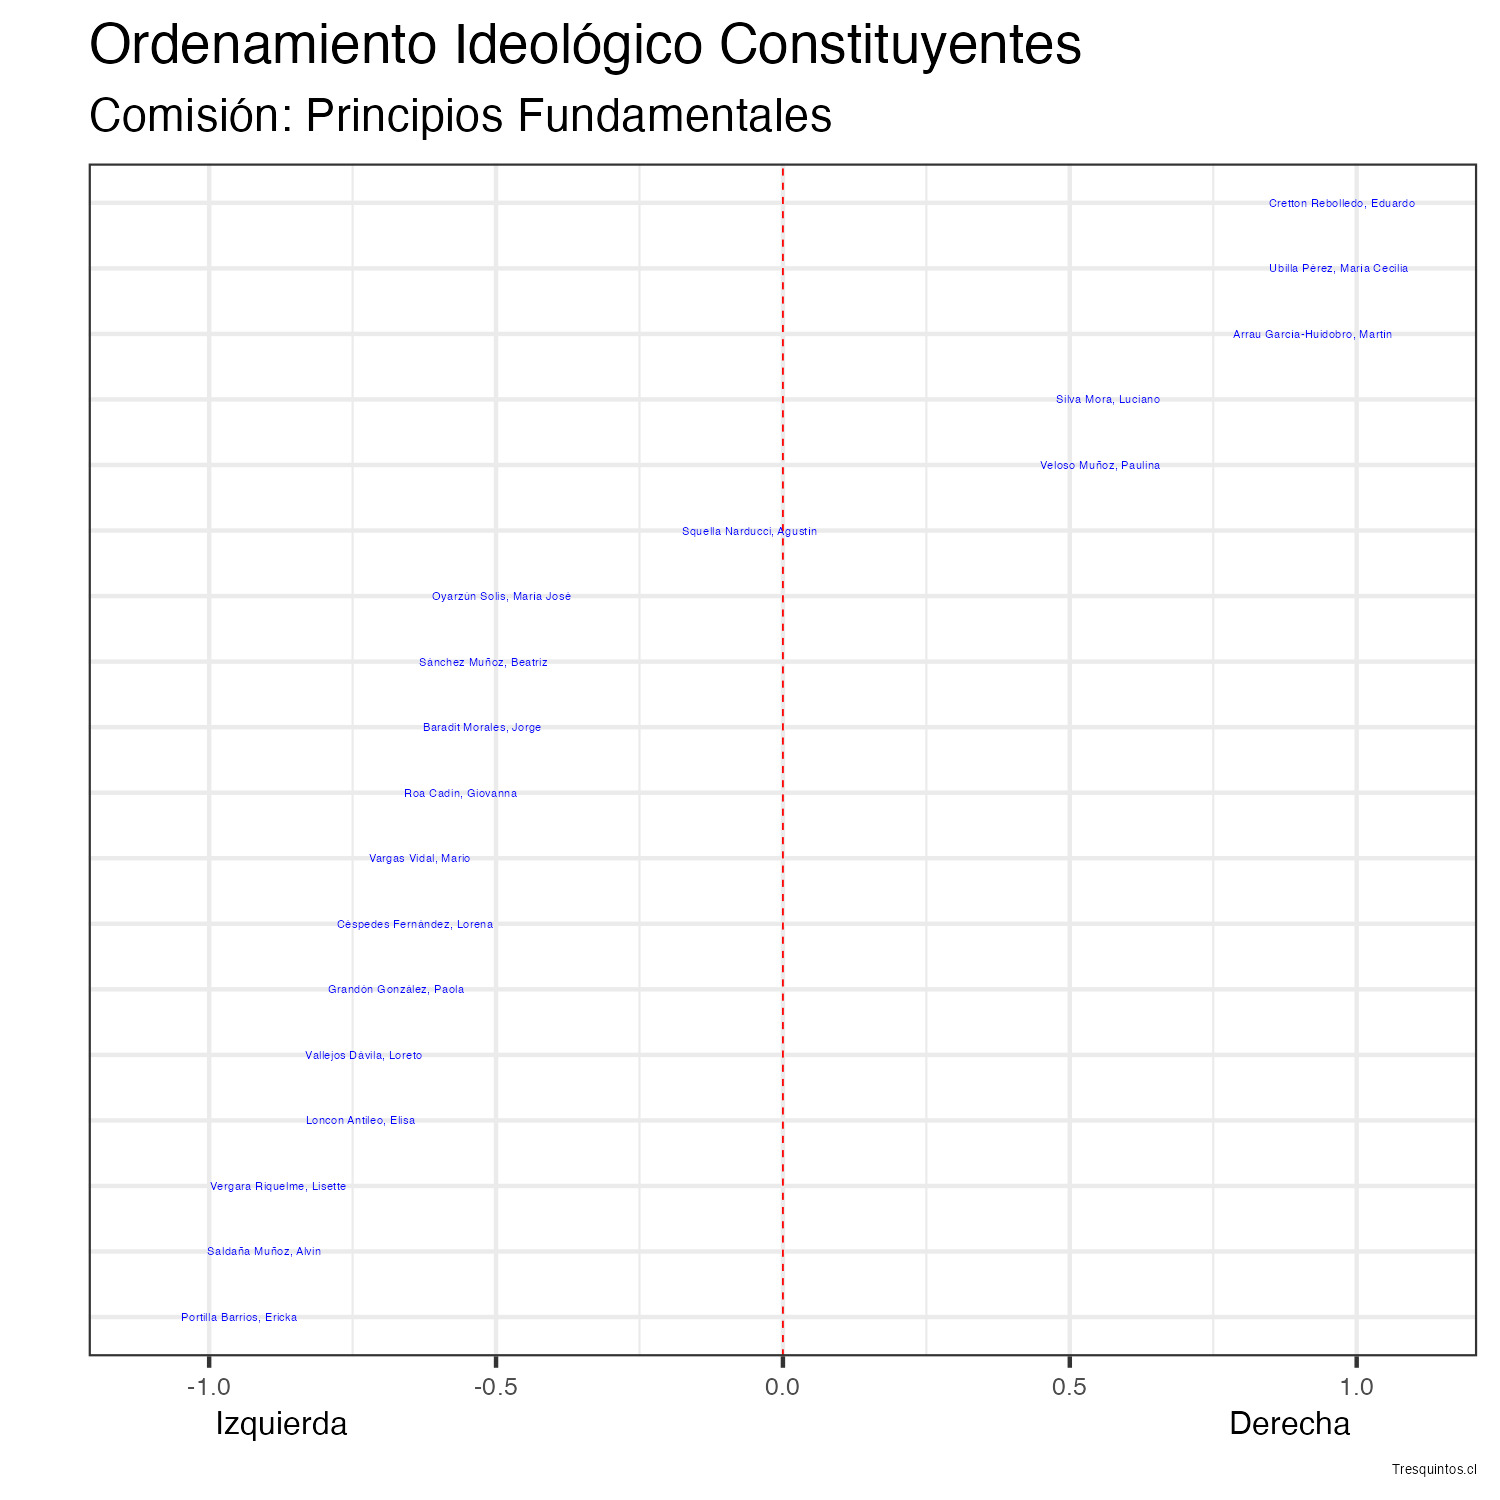 Ordenamiento Ideológico Constituyentes
Comisión: Principios Fundamentales
Cretton Rebolledo, Eduardo
Ubilla Pérez, María Cecilia
Arrau García-Huidobro, Martín
Silva Mora, Luciano
Veloso Muñoz, Paulina
Squella Narducci, Agustín
Oyarzún Solis, María José
Sánchez Muñoz, Beatriz
Baradit Morales, Jorge
Roa Cadin, Giovanna
Vargas Vidal, Mario
Céspedes Fernández, Lorena
Grandón González, Paola
Vallejos Dávila, Loreto
Loncon Antileo, Elisa
Vergara Riquelme, Lisette
Saldaña Muñoz, Alvin
Portilla Barrios, Ericka
-1.0 -0.5 0.0 0.5 1.0
Izquierda Derecha
Tresquintos.cl